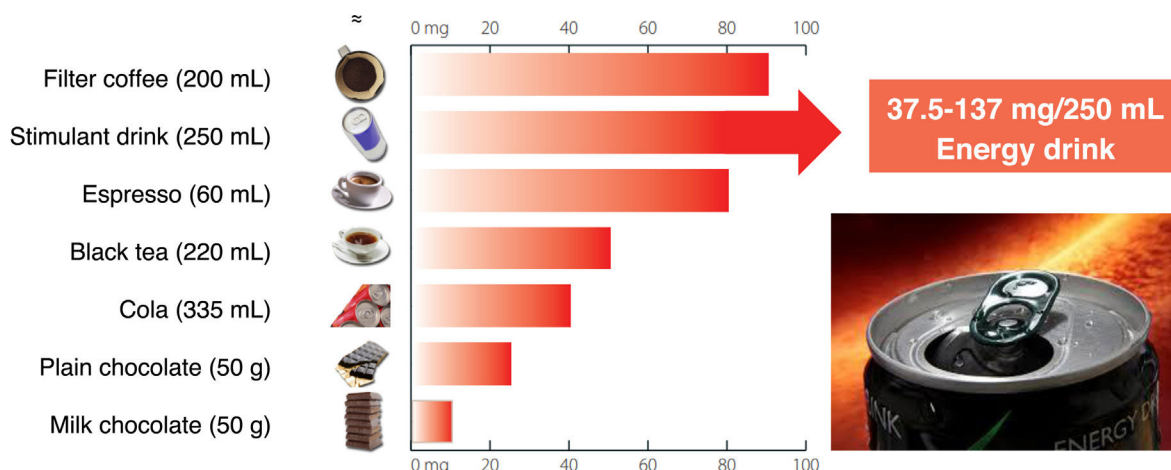 ≈
0 mg 20 40 60 80 100
Filter coffee (200 mL)
Stimulant drink (250 mL)
Espresso (60 mL)
Black tea (220 mL)
Cola (335 mL)
Plain chocolate (50 g)
Milk chocolate (50 g)
0 mg 20 40 60 80 100
37.5-137 mg/250 mL
Energy drink
ENERGY